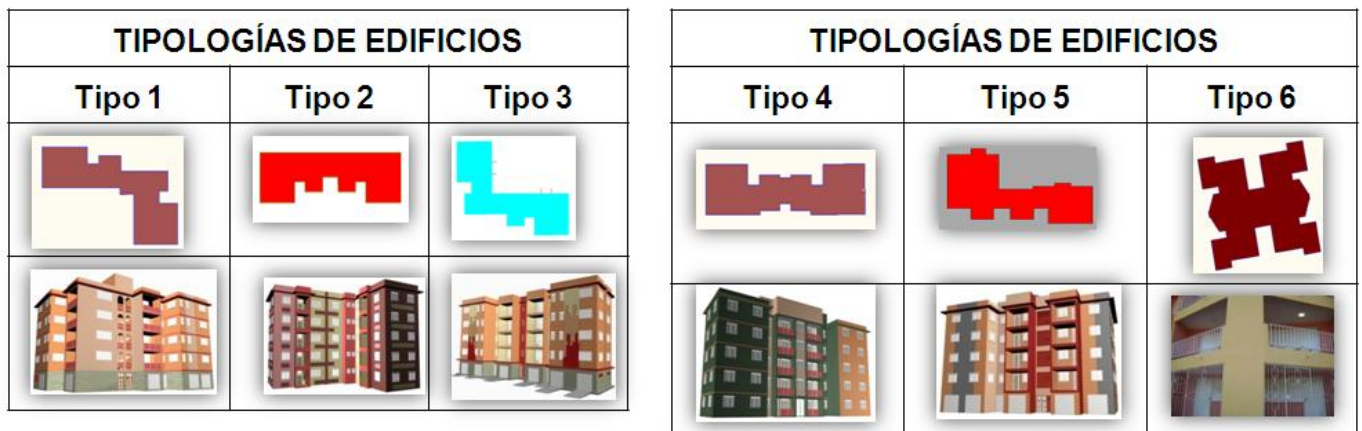 TIPOLOGÍAS DE EDIFICIOS
Tipo 1 Tipo 2 Tipo 3
TIPOLOGÍAS DE EDIFICIOS
Tipo 4 Tipo 5 Tipo 6